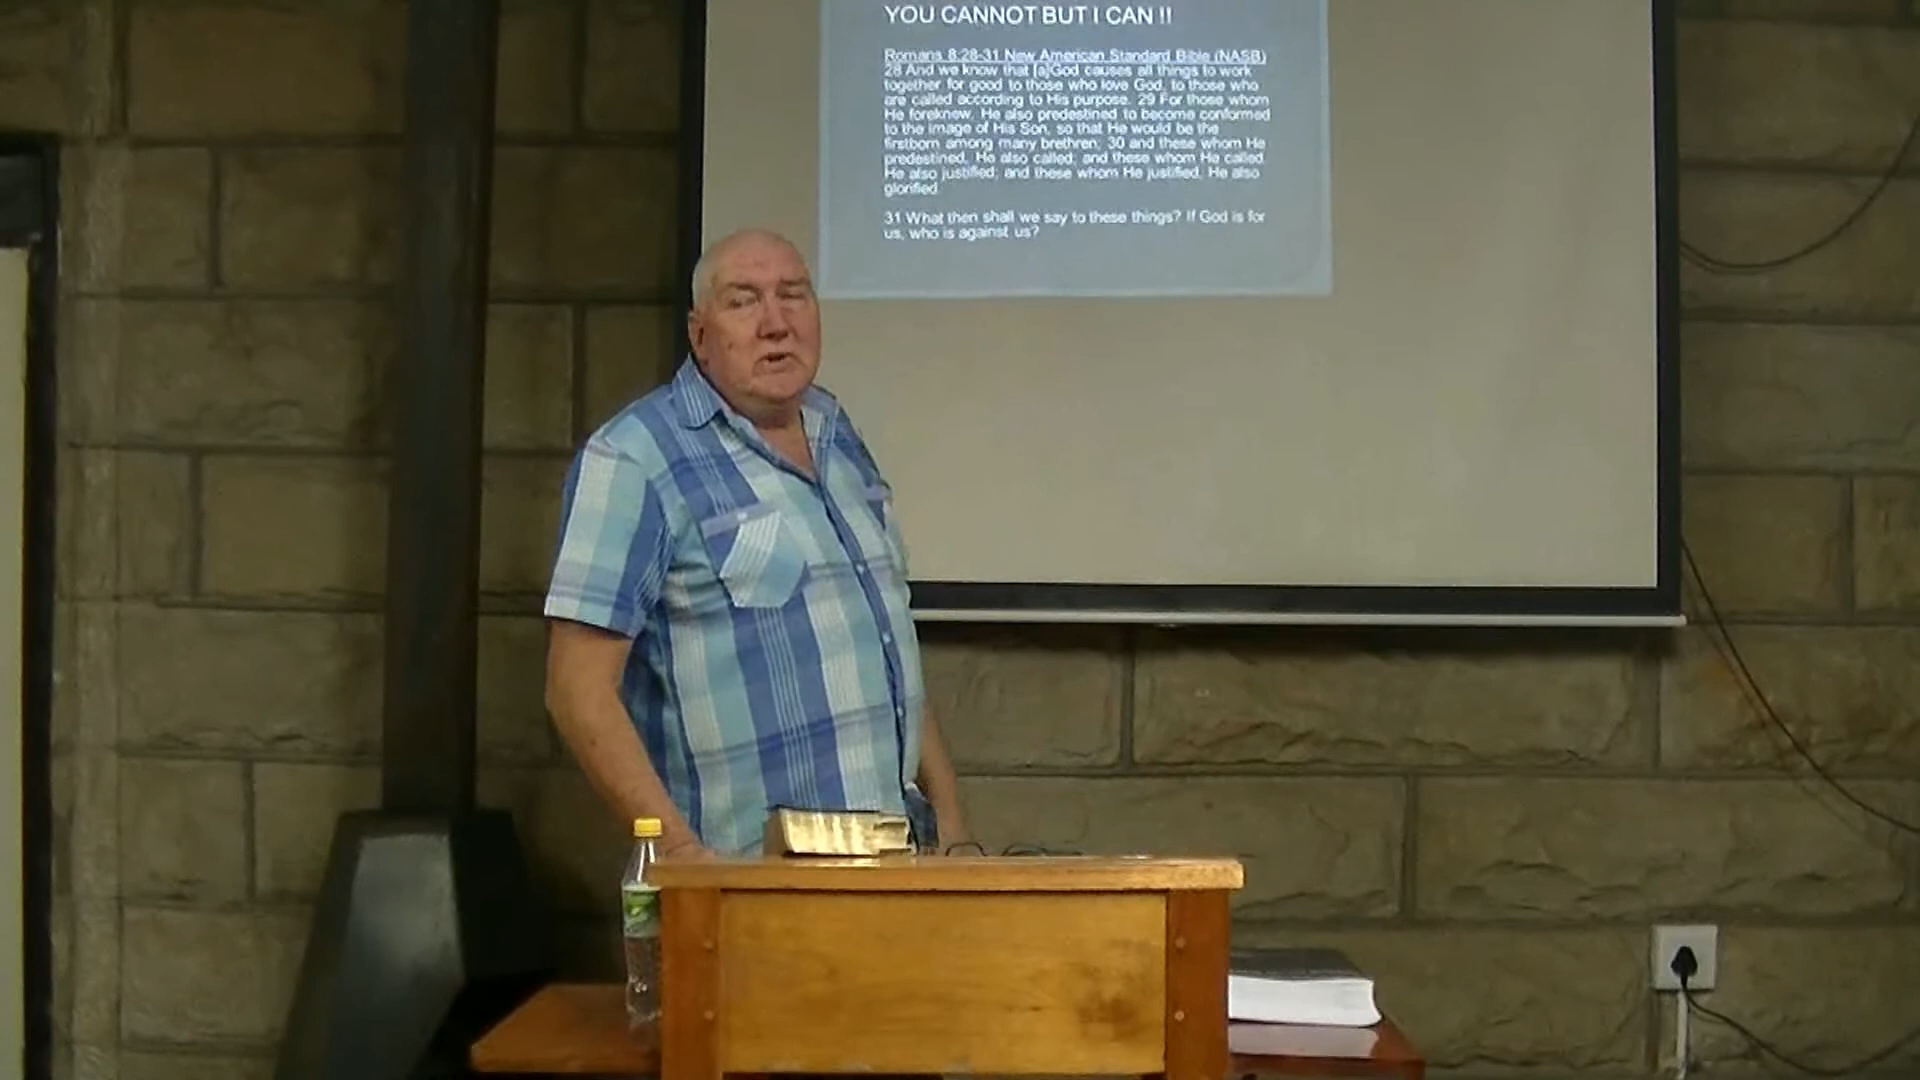 YOU CANNOT BUT I CAN !!
Romans 8:28-31 New American Standard Bible (NASB)
28 And we know that [a]God causes all things to work
together for good to those who love God, to those who
are called according to His purpose. 29 For those whom
He foreknew, He also predestined to become conformed
to the image of His Son, so that He would be the
firstborn among many brethren; 30 and these whom He
predestined, He also called; and these whom He called,
He also justified; and these whom He justified, He also
glorified.
31 What then shall we say to these things? If God is for
us, who is against us?